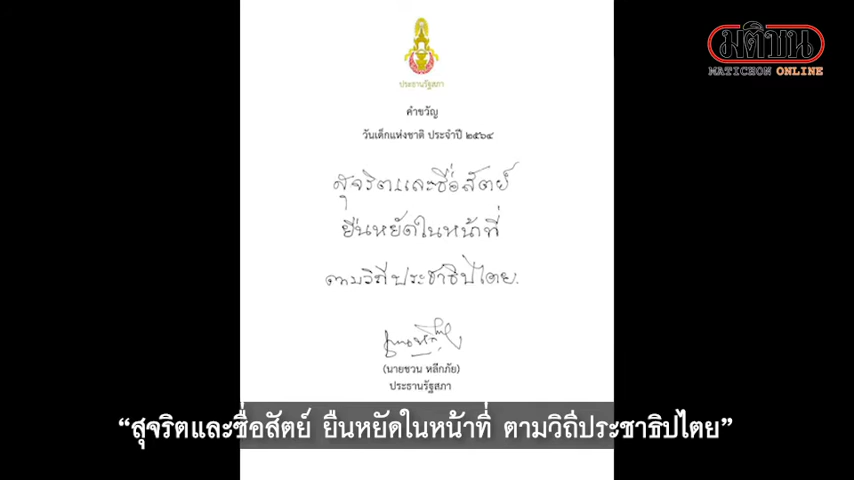 มติชน
MATICHON ONLINE
ประธานรัฐสภา
คำขวัญ
วันเด็กแห่งชาติ ประจำปี ๒๕๖๔
สุจริตและซื่อสัตย์
ยืนหยัดในหน้าที่
ตามวิถีประชาธิปไตย.
(นายชวน หลีกภัย)
ประธานรัฐสภา
“สุจริตและซื่อสัตย์ ยืนหยัดในหน้าที่ ตามวิถีประชาธิปไตย”